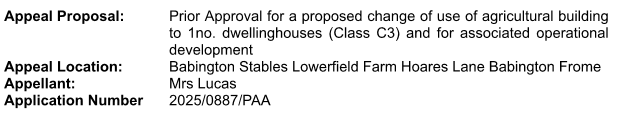 Appeal Proposal: Prior Approval for a proposed change of use of agricultural building
to 1no. dwellinghouses (Class C3) and for associated operational
development
Appeal Location: Babington Stables Lowerfield Farm Hoares Lane Babington Frome
Appellant: Mrs Lucas
Application Number 2025/0887/PAA